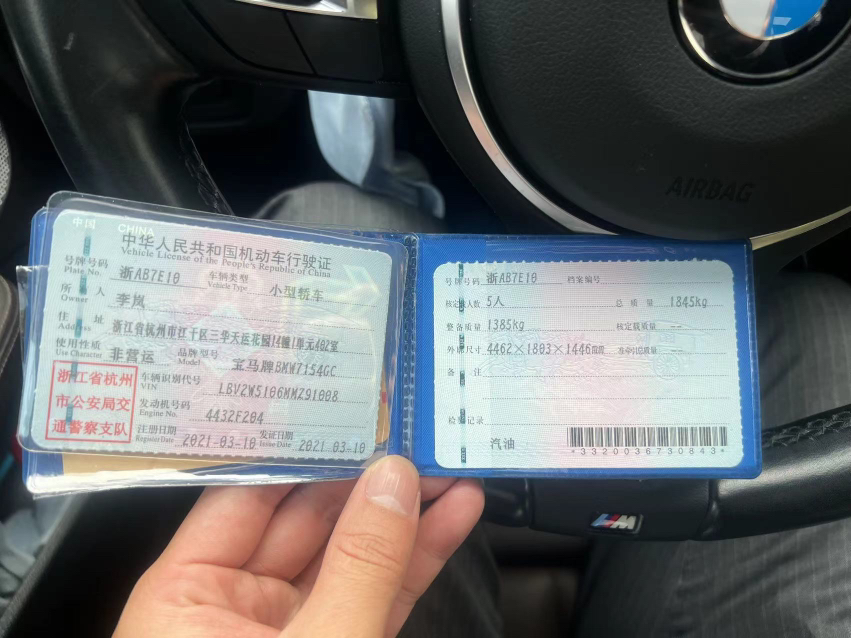 中国 CHINA
中华人民共和国机动车行驶证
Vehicle License of the People's Republic of China
号牌号码 浙AB7E10 车辆类型 小型轿车
Plate No. Vehicle Type
所有人 李岚
Owner
住址 浙江省杭州市江干区三华天运花园14幢1单元402室
Address
使用性质 非营运 品牌型号 宝马牌BMW7154GC
Use Character Model
浙江省杭州
市公安局交
通警察支队
车辆识别代号 LBV2W5106MMZ91008
VIN
发动机号码 4432F204
Engine No.
注册日期 2021-03-10 发证日期 2021-03-10
Register Date Issue Date
号牌号码 浙AB7E10 档案编号
核定载人数 5人 总质量 1845kg
整备质量 1385kg 核定载质量 --
外廓尺寸 4462×1803×1446mm 准牵引总质量 --
备注
检验记录
汽油
*3320036730843*
AIRBAG
M